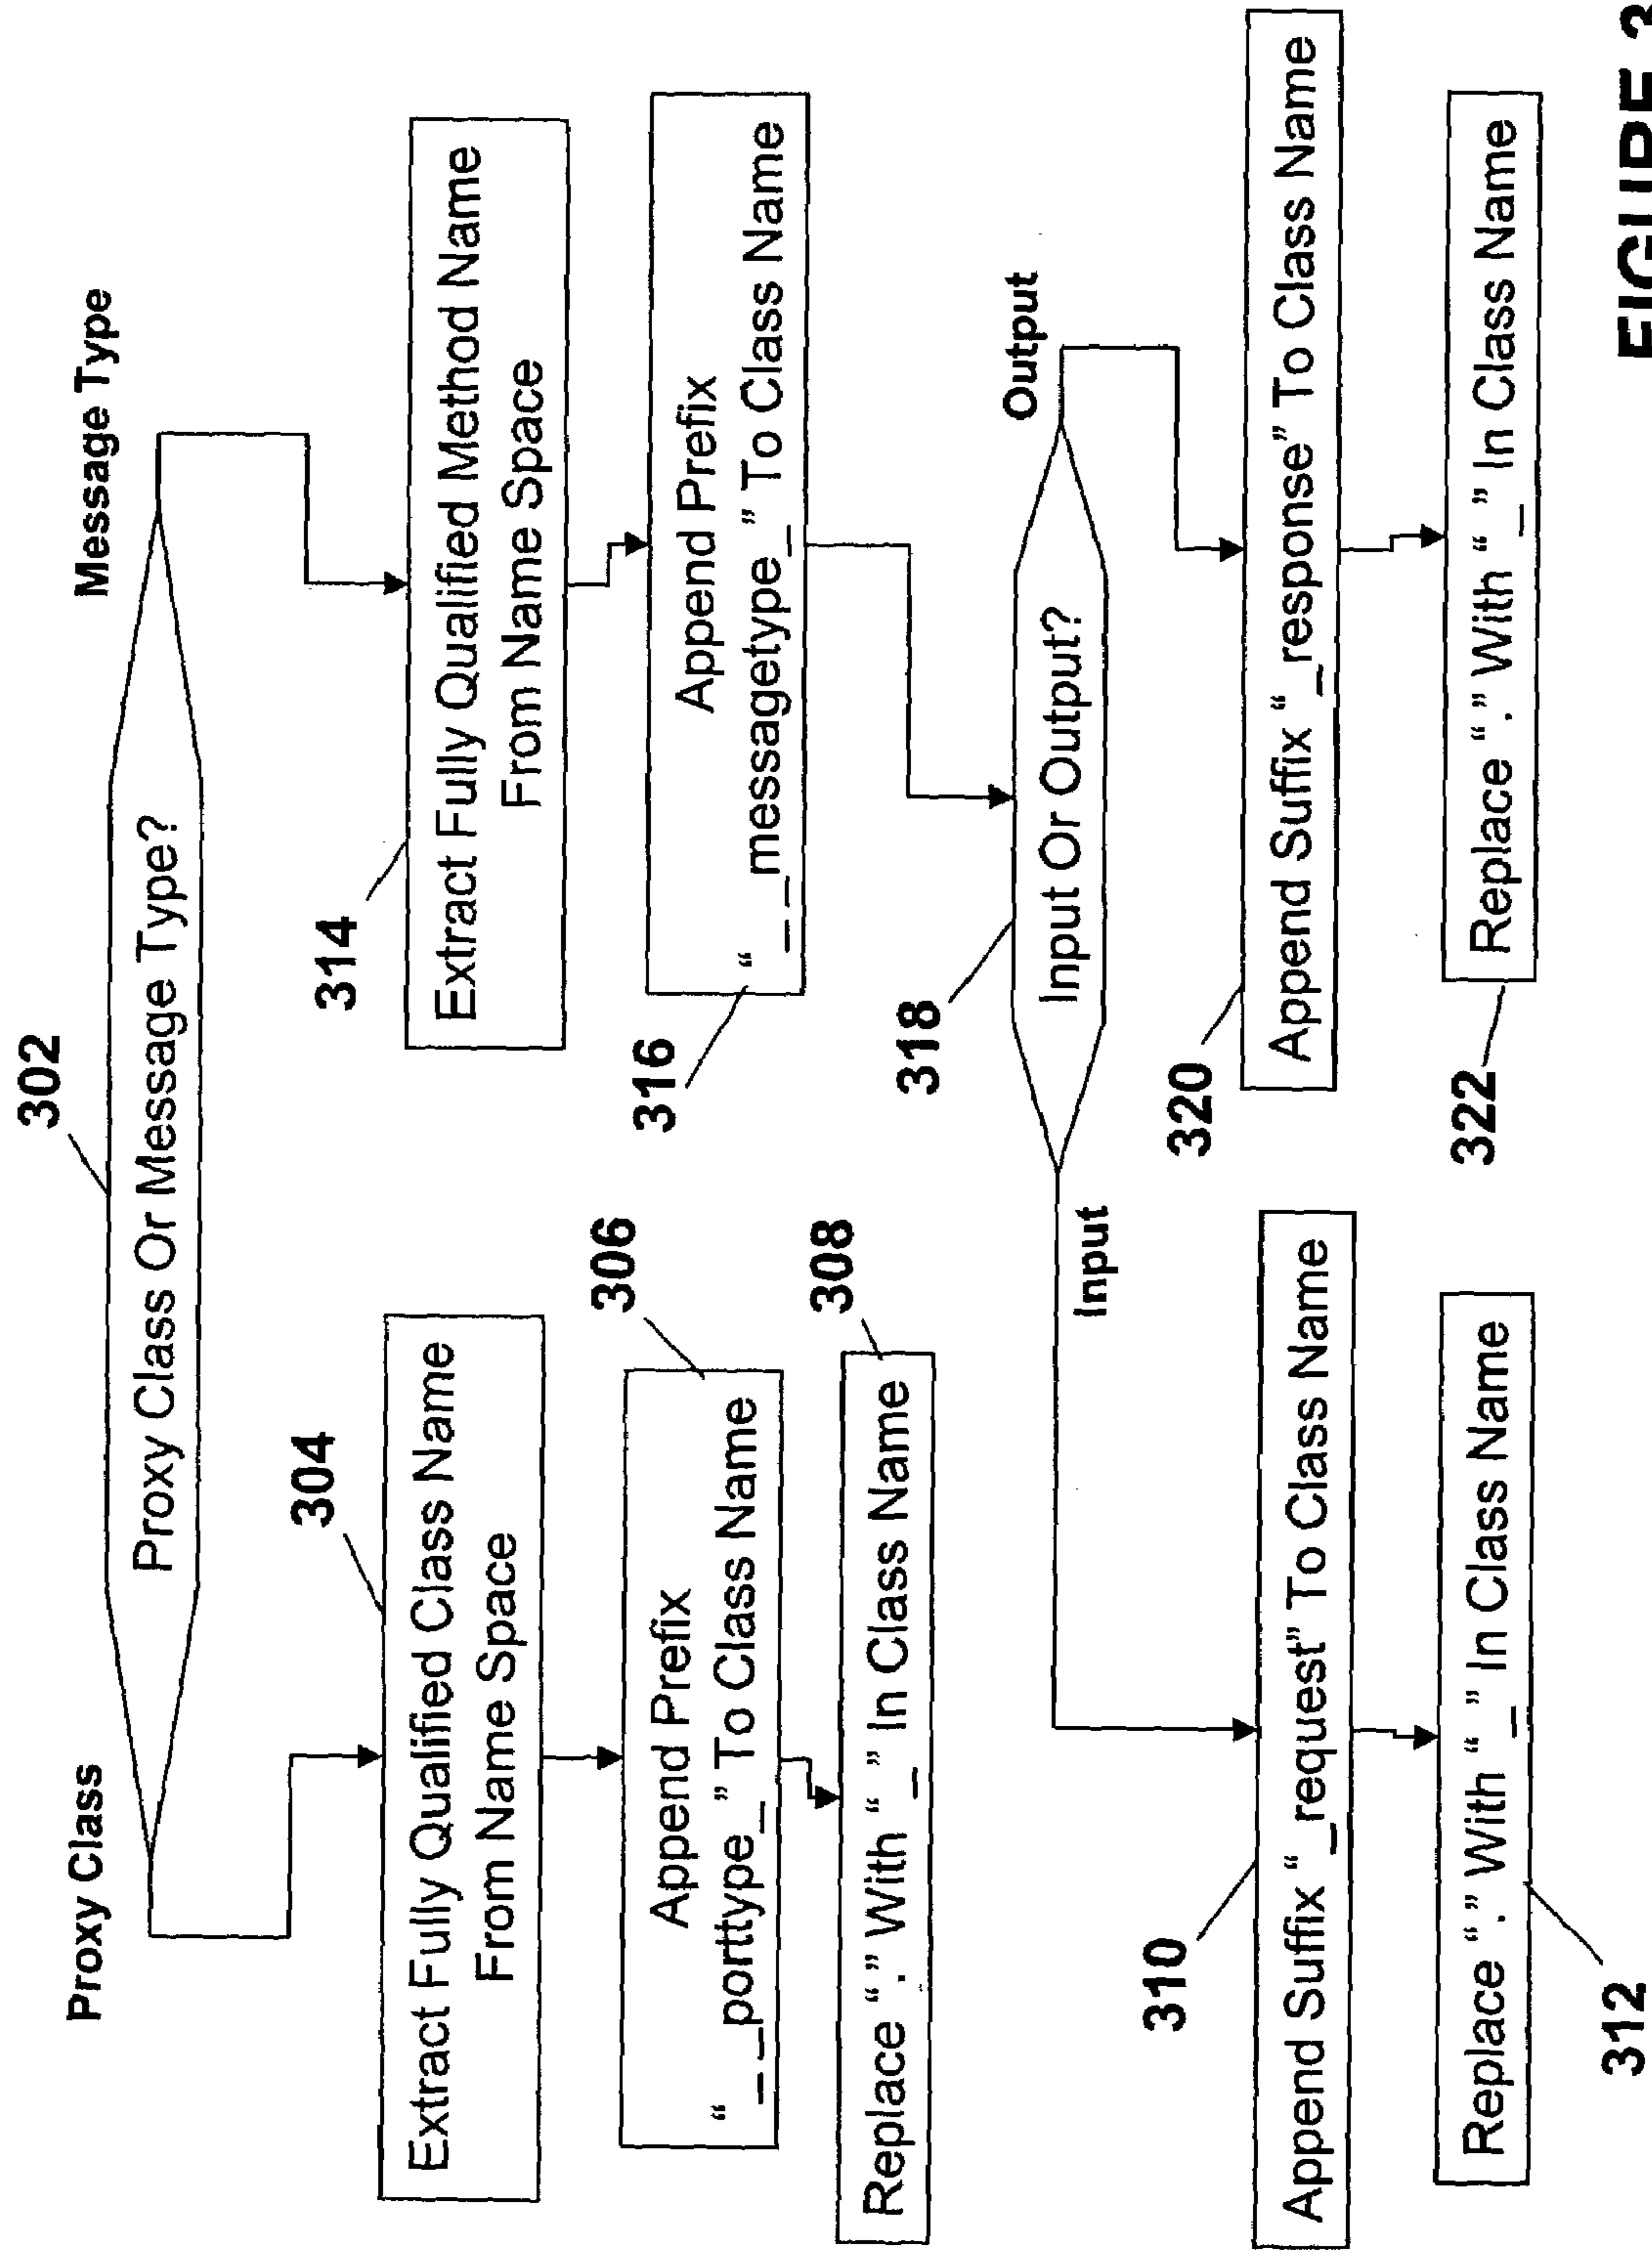 302
Proxy Class
Message Type
Proxy Class Or Message Type?
304
Extract Fully Qualified Class Name
From Name Space
314
Extract Fully Qualified Method Name
From Name Space
306
Append Prefix
"__porttype_" To Class Name
316
Append Prefix
"__messagetype_" To Class Name
308
Replace "." With "_" In Class Name
318
Input Or Output?
Output
Input
310
Append Suffix "_request" To Class Name
320
Append Suffix "_response" To Class Name
312
Replace "." With "_" In Class Name
322
Replace "." With "_" In Class Name
FIGURE 3